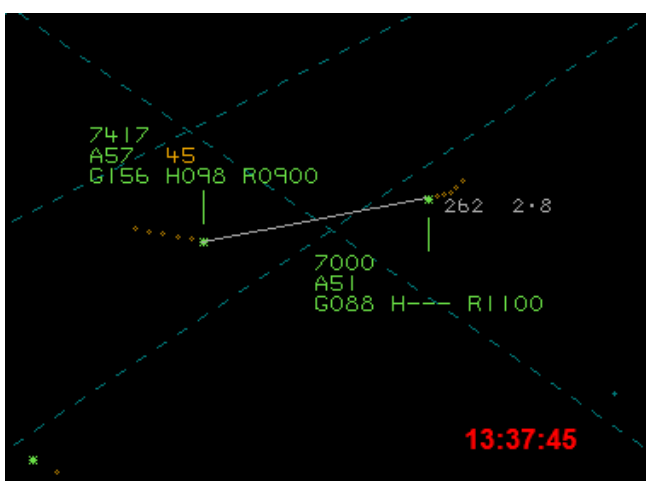 7417
A57 45
G156 H098 R0900
262 2·8
7000
A51
G088 H--- R1100
13:37:45